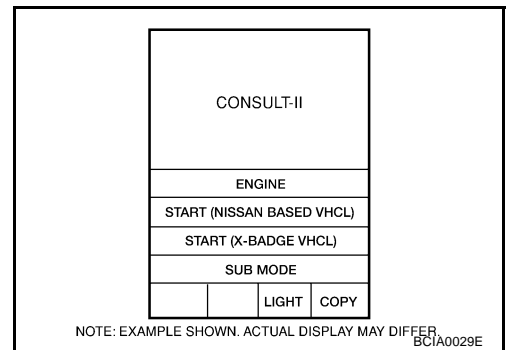 CONSULT-II
ENGINE
START (NISSAN BASED VHCL)
START (X-BADGE VHCL)
SUB MODE
LIGHT COPY
NOTE: EXAMPLE SHOWN. ACTUAL DISPLAY MAY DIFFER.
BCIA0029E